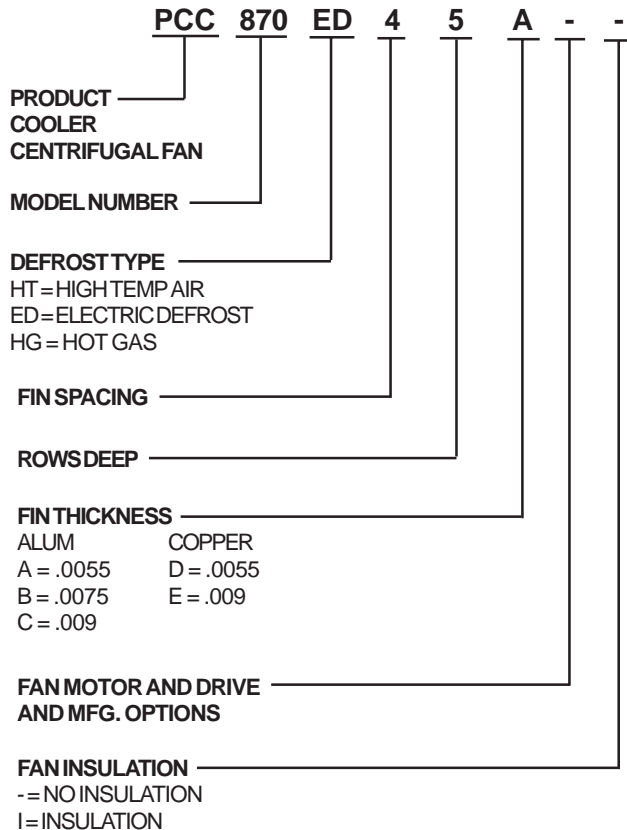 PCC 870 ED 4 5 A - -
PRODUCT
COOLER
CENTRIFUGAL FAN
MODEL NUMBER
DEFROST TYPE
HT = HIGH TEMP AIR
ED = ELECTRIC DEFROST
HG = HOT GAS
FIN SPACING
ROWS DEEP
FIN THICKNESS
ALUM COPPER
A = .0055 D = .0055
B = .0075 E = .009
C = .009
FAN MOTOR AND DRIVE
AND MFG. OPTIONS
FAN INSULATION
- = NO INSULATION
I = INSULATION